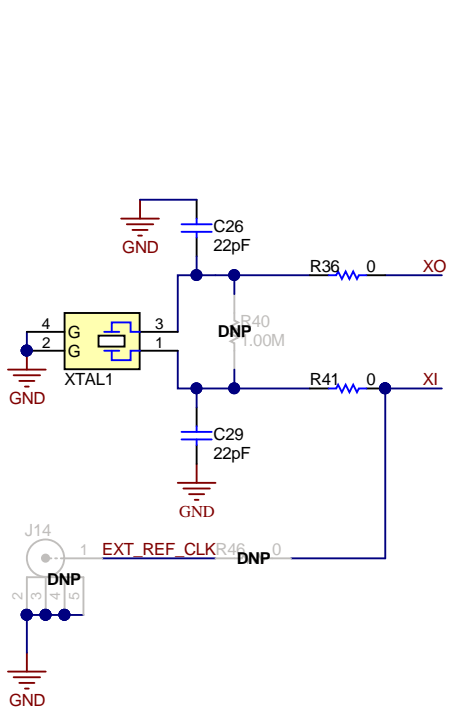 C26
22pF
GND
R36 0 XO
R40
DNP
1.00M
4 G 3
2 G 1
XTAL1
GND
R41 0 XI
C29
22pF
GND
J14
1 EXT_REF_CLK R46 0
DNP
DNP
2 3 4 5
GND